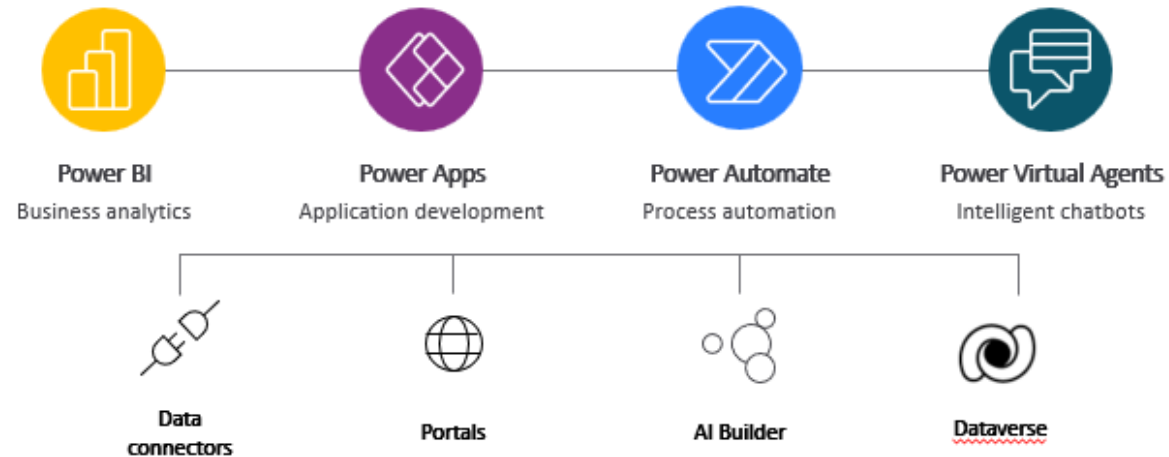 Power BI
Power Apps
Power Automate
Power Virtual Agents
Business analytics
Application development
Process automation
Intelligent chatbots
Data
connectors
Portals
AI Builder
Dataverse